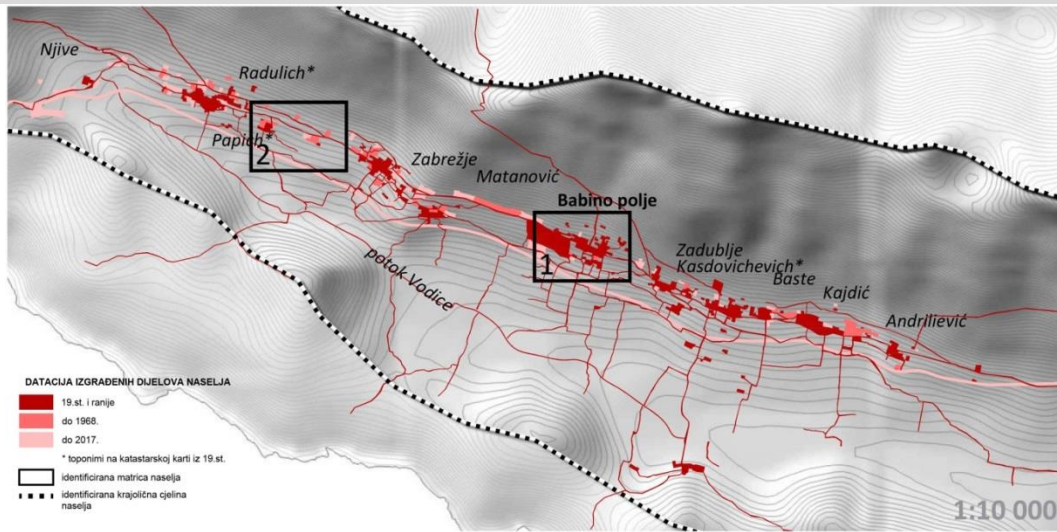 Njive
Radulich*
Papich*
2
Zabrežje
Matanović
Babino polje
1
potok Vodice
Zadublje
Kasdovichevich*
Baste
Kajdić
Andriliević
DATACIJA IZGRAĐENIH DIJELOVA NASELJA
19.st. i ranije
do 1968.
do 2017.
* toponimi na katastarskoj karti iz 19.st.
identificirana matrica naselja
identificirana krajolična cjelina
naselja
1:10 000